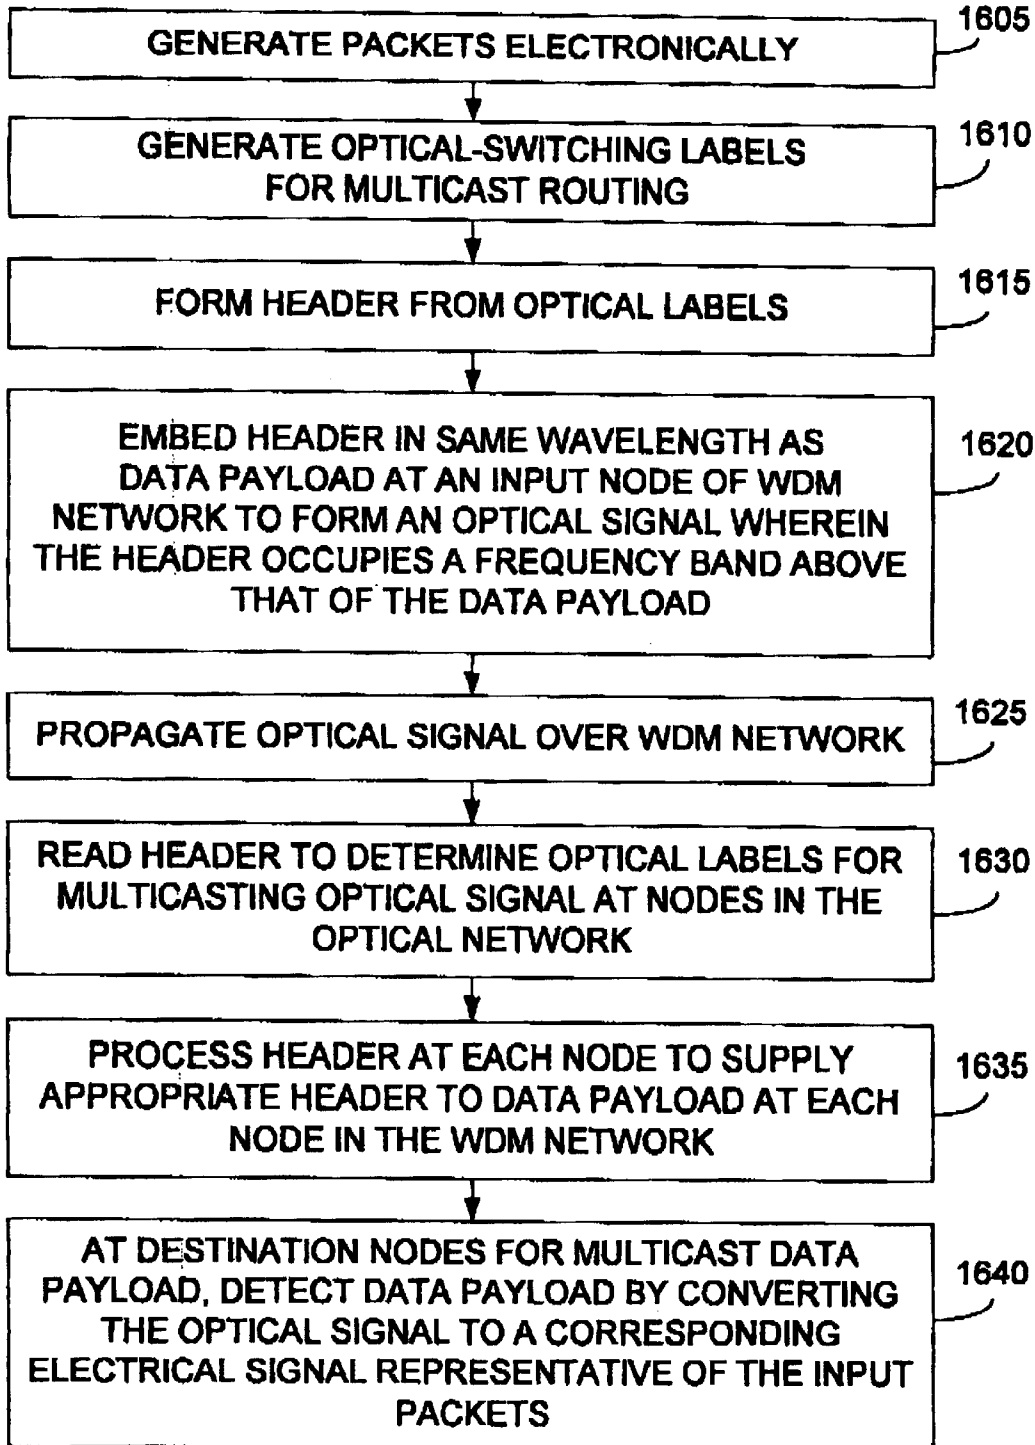 1605
GENERATE PACKETS ELECTRONICALLY
1610
GENERATE OPTICAL-SWITCHING LABELS
FOR MULTICAST ROUTING
1615
FORM HEADER FROM OPTICAL LABELS
1620
EMBED HEADER IN SAME WAVELENGTH AS
DATA PAYLOAD AT AN INPUT NODE OF WDM
NETWORK TO FORM AN OPTICAL SIGNAL WHEREIN
THE HEADER OCCUPIES A FREQUENCY BAND ABOVE
THAT OF THE DATA PAYLOAD
1625
PROPAGATE OPTICAL SIGNAL OVER WDM NETWORK
1630
READ HEADER TO DETERMINE OPTICAL LABELS FOR
MULTICASTING OPTICAL SIGNAL AT NODES IN THE
OPTICAL NETWORK
1635
PROCESS HEADER AT EACH NODE TO SUPPLY
APPROPRIATE HEADER TO DATA PAYLOAD AT EACH
NODE IN THE WDM NETWORK
1640
AT DESTINATION NODES FOR MULTICAST DATA
PAYLOAD, DETECT DATA PAYLOAD BY CONVERTING
THE OPTICAL SIGNAL TO A CORRESPONDING
ELECTRICAL SIGNAL REPRESENTATIVE OF THE INPUT
PACKETS